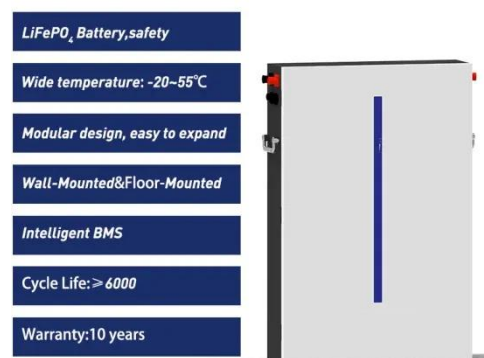 LiFePO₄ Battery,safety
Wide temperature: -20~55℃
Modular design, easy to expand
Wall-Mounted&Floor-Mounted
Intelligent BMS
Cycle Life:≥6000
Warranty:10 years